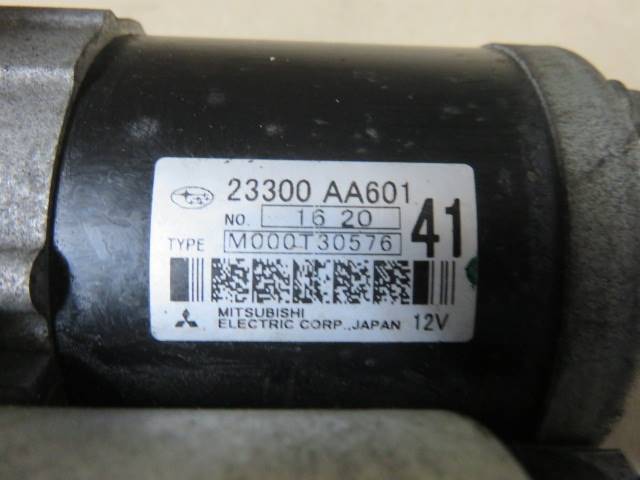 23300 AA601
NO. 16 20
TYPE M000T30576
41
MITSUBISHI
ELECTRIC CORP.,JAPAN 12V